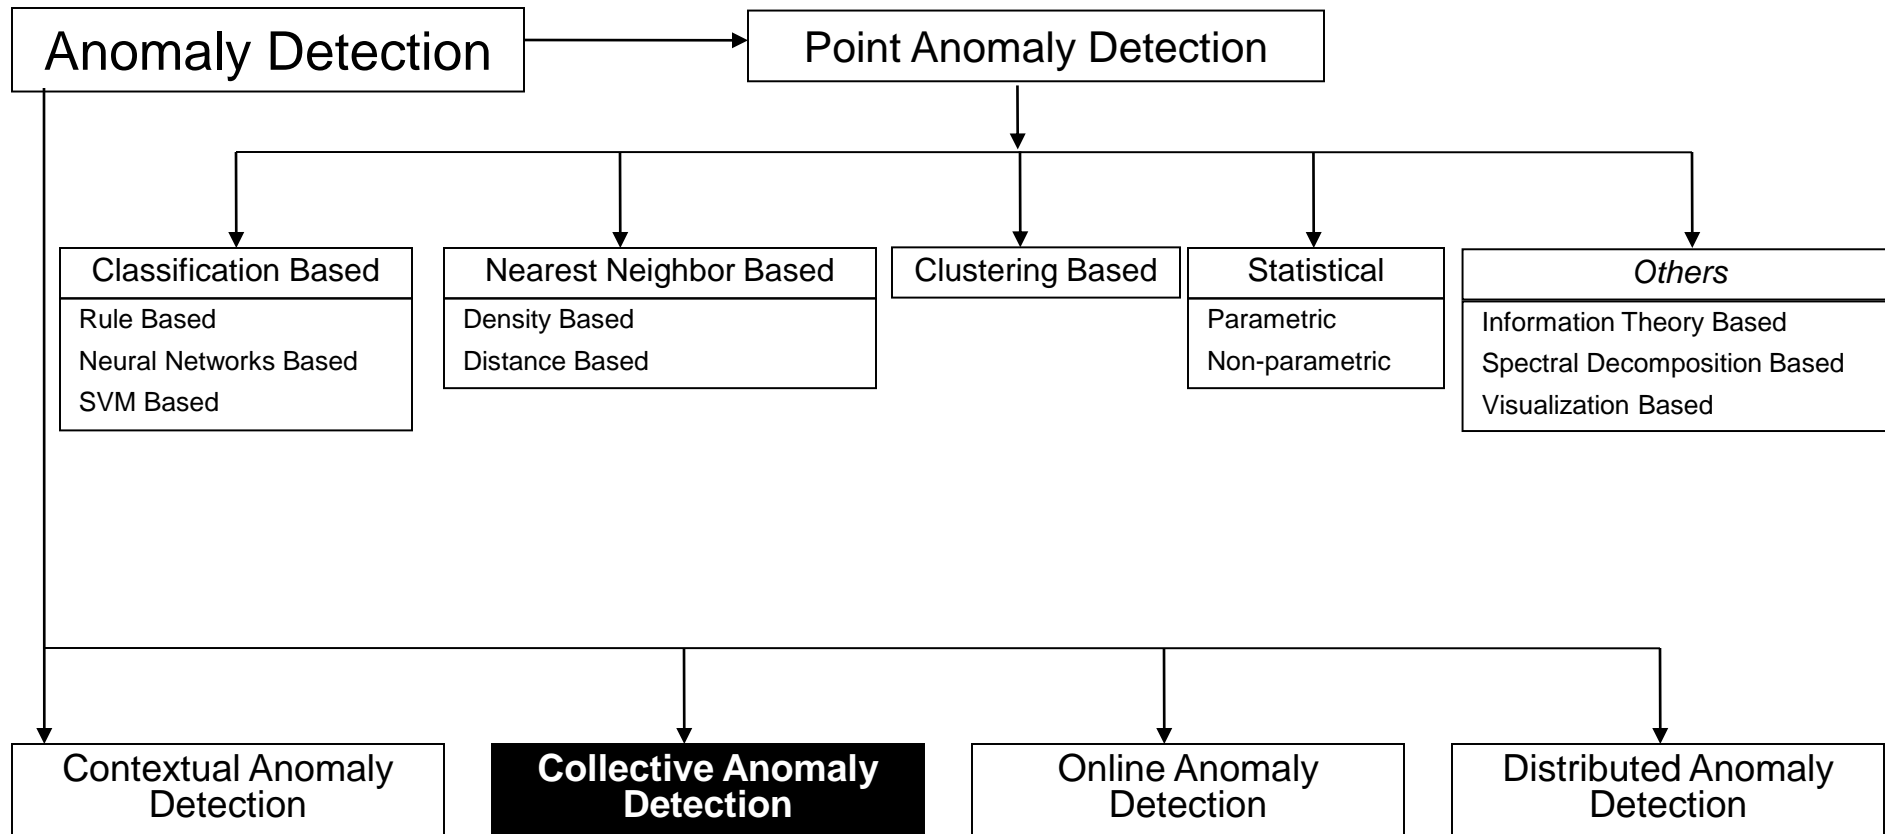 Anomaly Detection
Point Anomaly Detection
Classification Based
Rule Based
Neural Networks Based
SVM Based
Nearest Neighbor Based
Density Based
Distance Based
Clustering Based
Statistical
Parametric
Non-parametric
Others
Information Theory Based
Spectral Decomposition Based
Visualization Based
Contextual Anomaly
Detection
Collective Anomaly
Detection
Online Anomaly
Detection
Distributed Anomaly
Detection